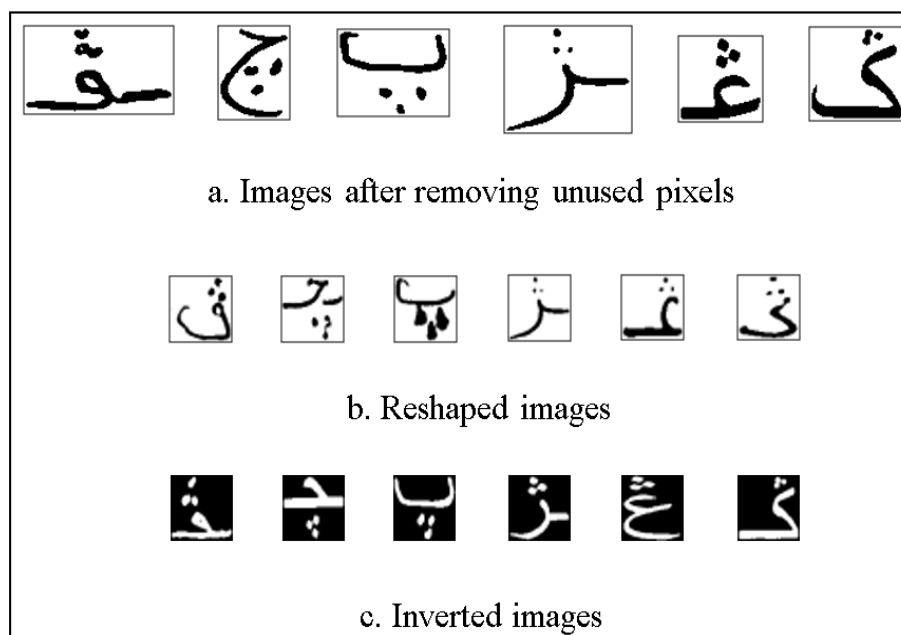 ڤ چ پ ژ ڠ ڭ
a. Images after removing unused pixels
ڤ چ پ ژ ڠ ڭ
b. Reshaped images
ڤ چ پ ژ ڠ ڭ
c. Inverted images